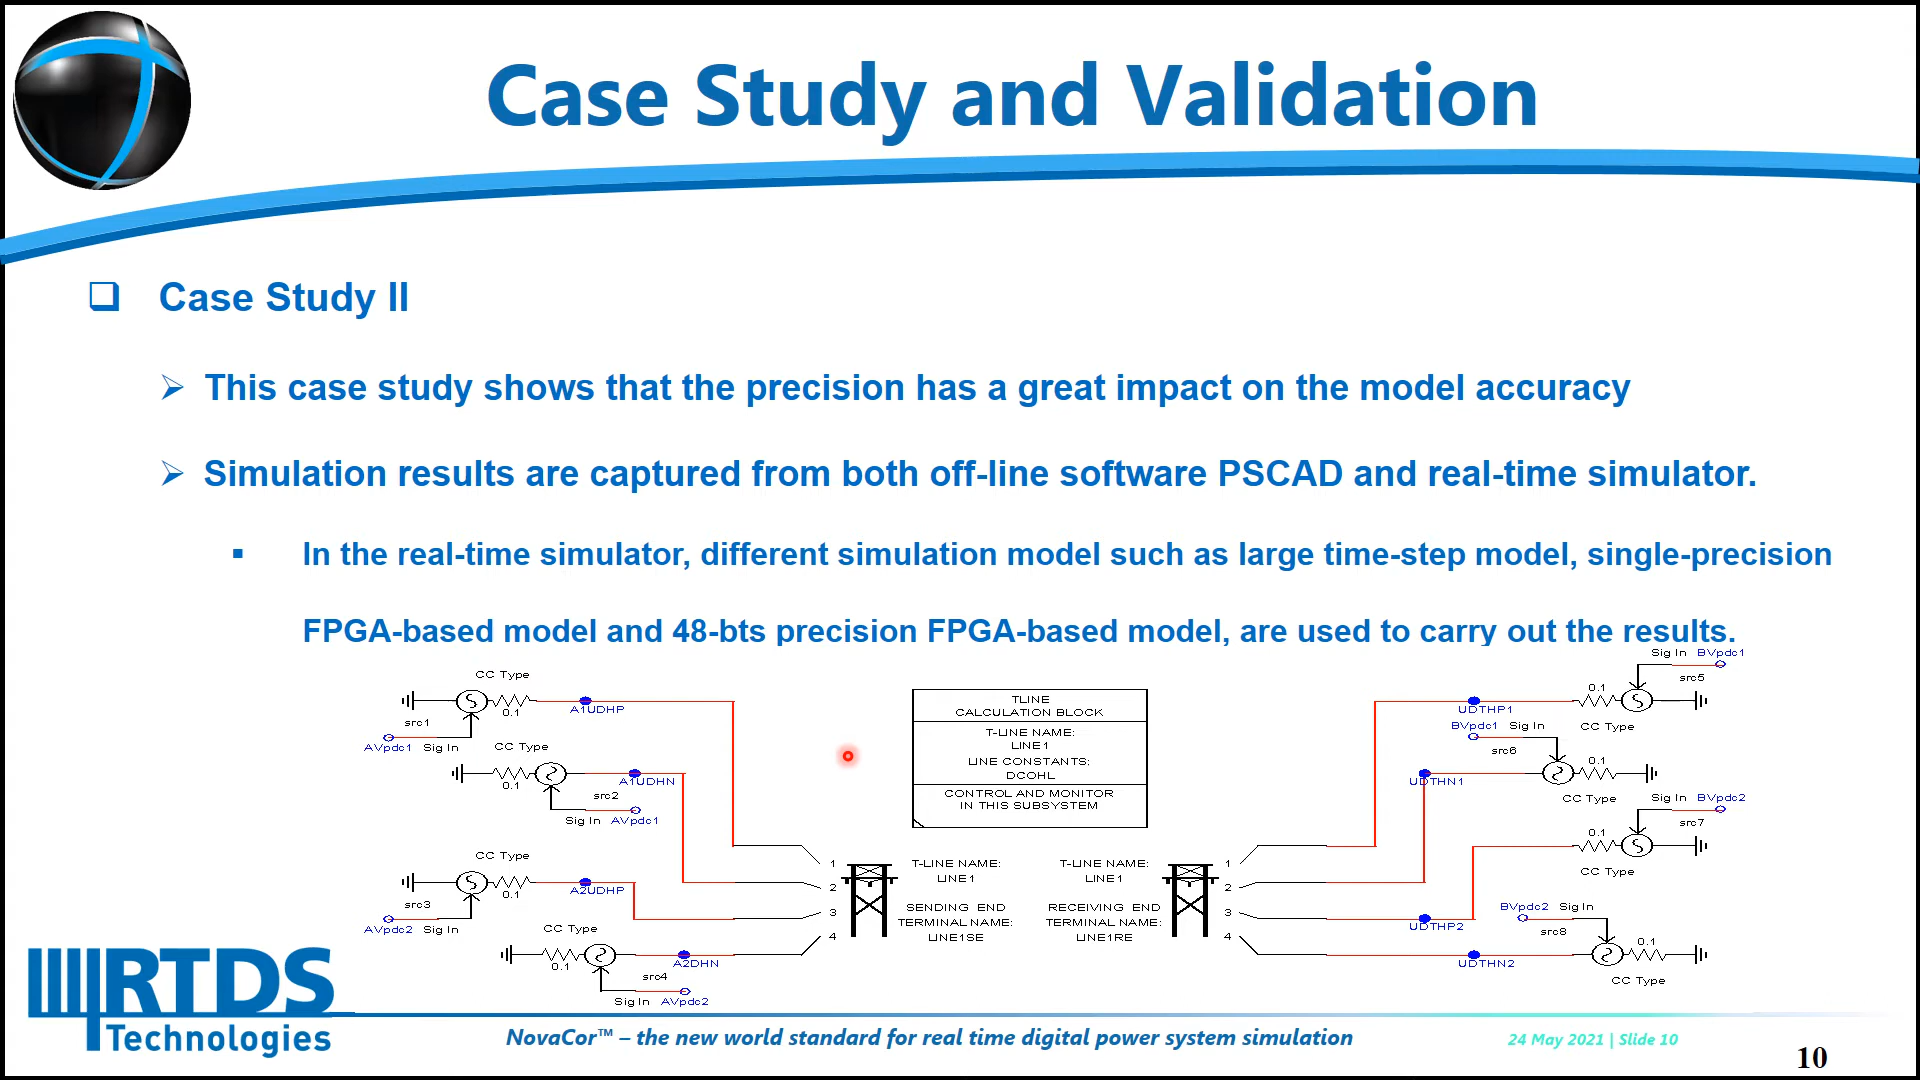 Case Study and Validation
Case Study II
This case study shows that the precision has a great impact on the model accuracy
Simulation results are captured from both off-line software PSCAD and real-time simulator.
In the real-time simulator, different simulation model such as large time-step model, single-precision
FPGA-based model and 48-bts precision FPGA-based model, are used to carry out the results.
CC Type
0.1
A1UDHP
src1
AVpdc1 Sig In
CC Type
0.1
A1UDHN
src2
Sig In AVpdc1
CC Type
0.1
A2UDHP
src3
AVpdc2 Sig In
CC Type
0.1
A2DHN
src4
Sig In AVpdc2
TLINE
CALCULATION BLOCK
T-LINE NAME:
LINE1
LINE CONSTANTS:
DCOHL
CONTROL AND MONITOR
IN THIS SUBSYSTEM
1
2
3
4
T-LINE NAME:
LINE1
SENDING END
TERMINAL NAME:
LINE1SE
T-LINE NAME:
LINE1
RECEIVING END
TERMINAL NAME:
LINE1RE
1
2
3
4
Sig In BVpdc1
src5
0.1
UDTHP1
CC Type
BVpdc1 Sig In
src6
0.1
UDTHN1
CC Type
Sig In BVpdc2
src7
0.1
CC Type
UDTHP2
BVpdc2 Sig In
src8
0.1
UDTHN2
CC Type
RTDS
Technologies
NovaCor™ – the new world standard for real time digital power system simulation
24 May 2021 | Slide 10
10